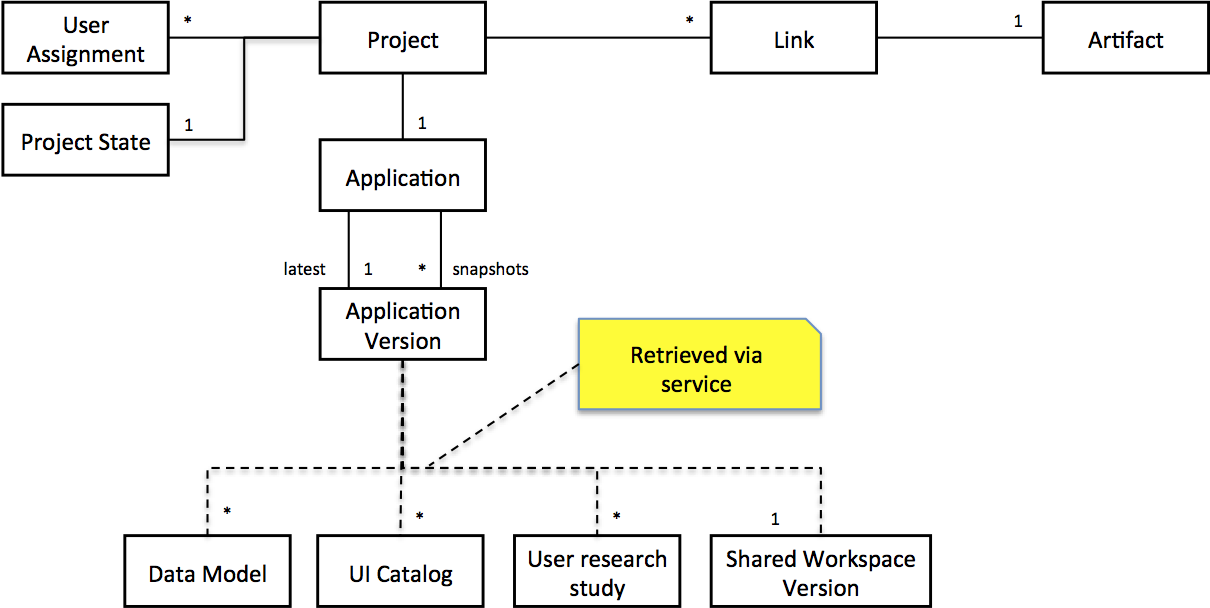 User
Assignment
*
Project
*
Link
1
Artifact
Project State
1
1
Application
latest
1
*
snapshots
Application
Version
Retrieved via
service
*
*
*
1
Data Model
UI Catalog
User research
study
Shared Workspace
Version